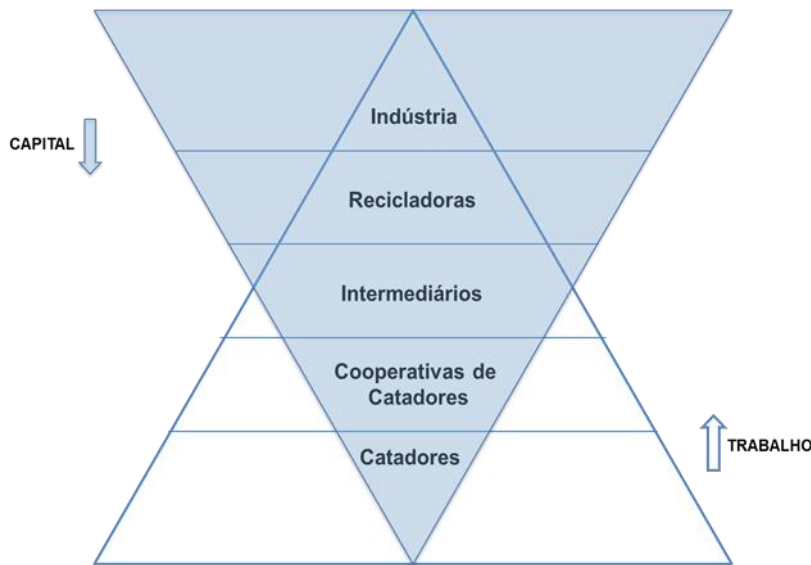 Indústria
CAPITAL
Recicladoras
Intermediários
Cooperativas de
Catadores
TRABALHO
Catadores